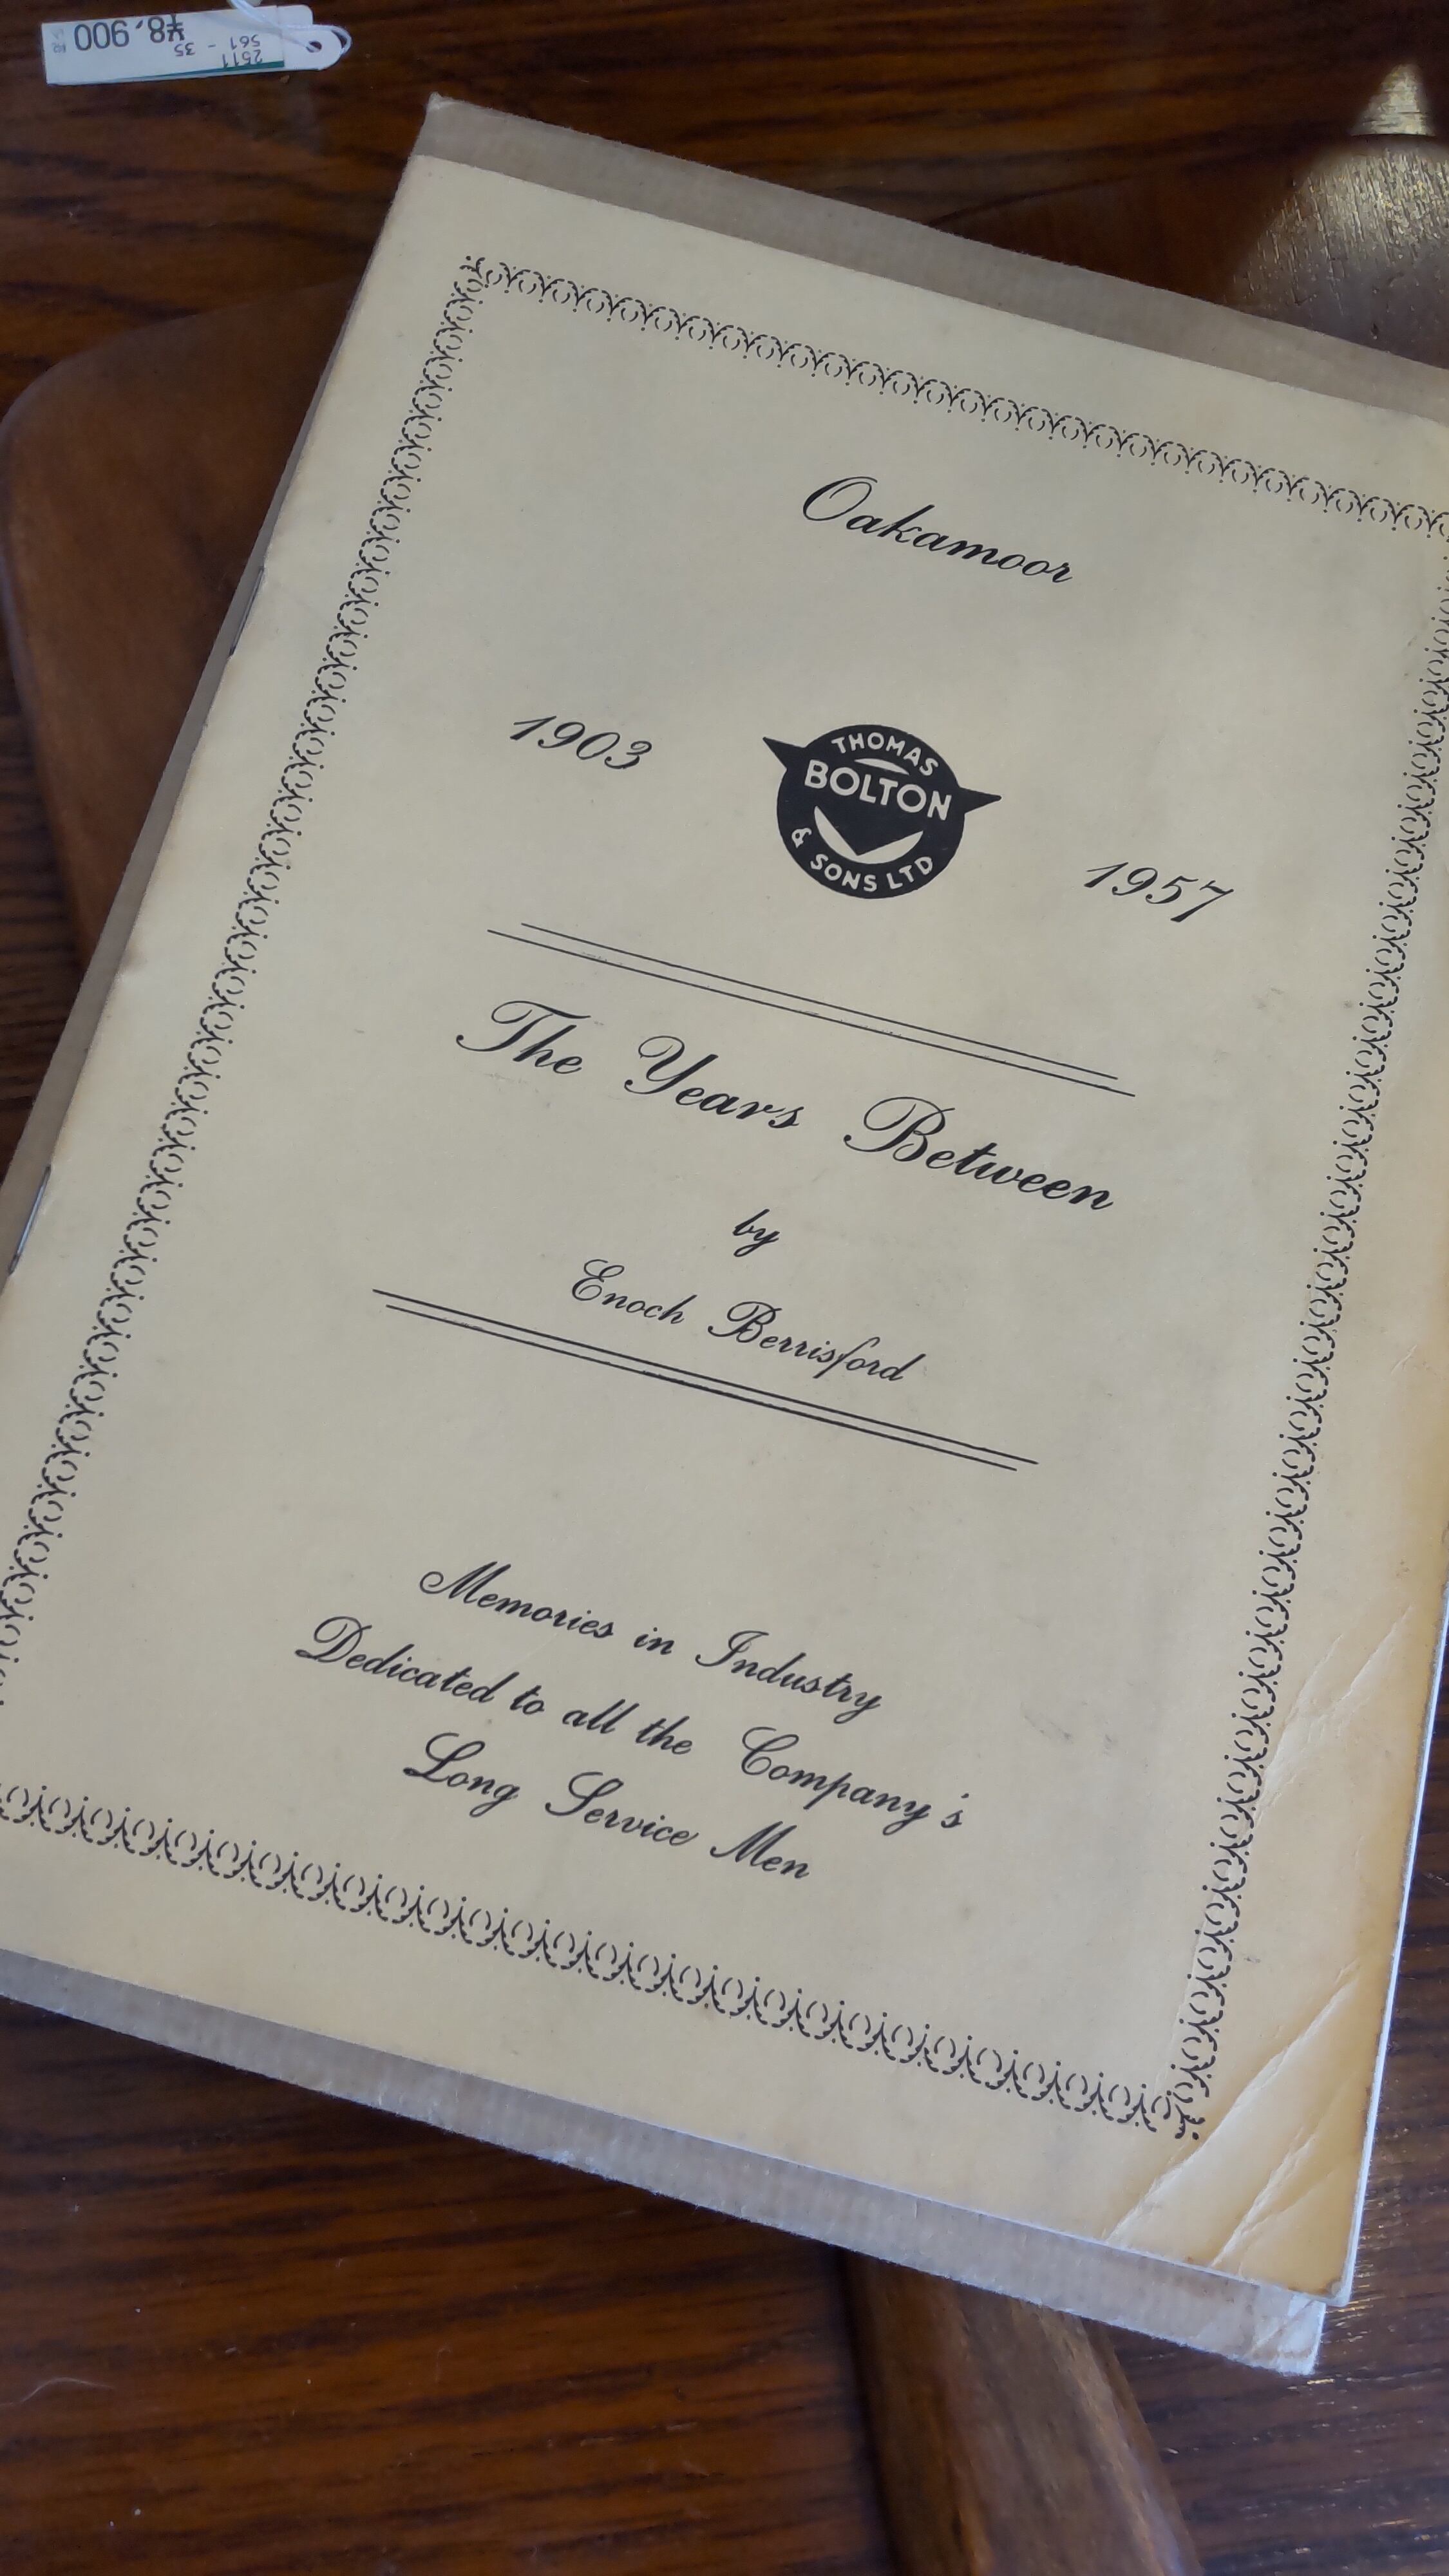 ¥8,900
2511 - 35
561
Oakamoor
1903
THOMAS
BOLTON
& SONS LTD
1957
The Years Between
by
Enoch Berrisford
Memories in Industry
Dedicated to all the Company's
Long Service Men